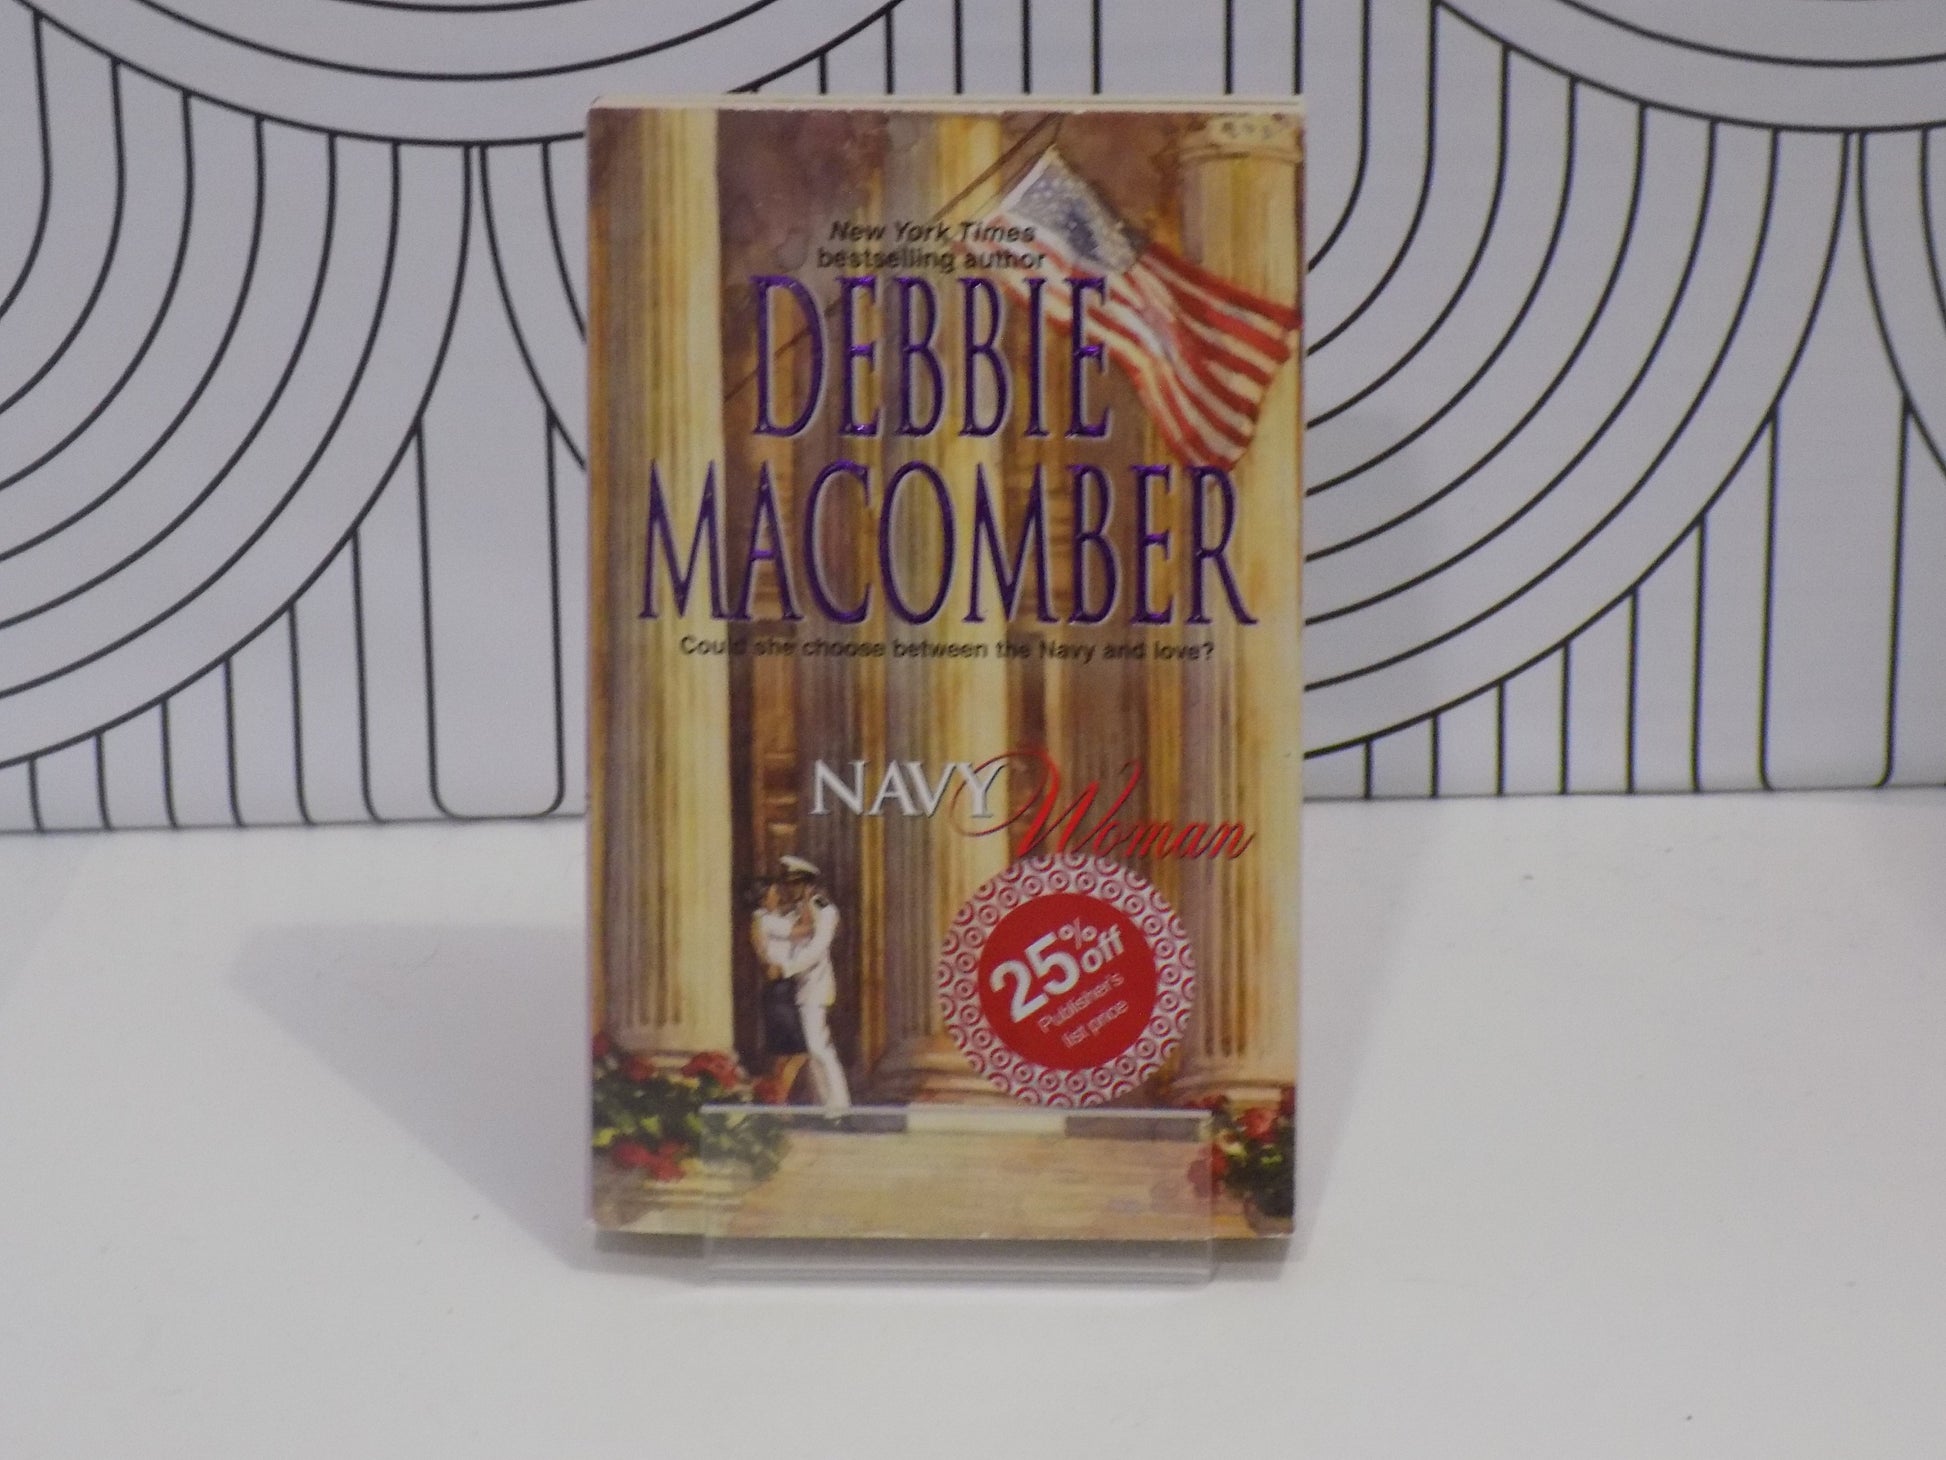 New York Times
bestselling author
DEBBIE
MACOMBER
Could she choose between the Navy and love?
NAVY Woman
25% off
Publisher's
list price